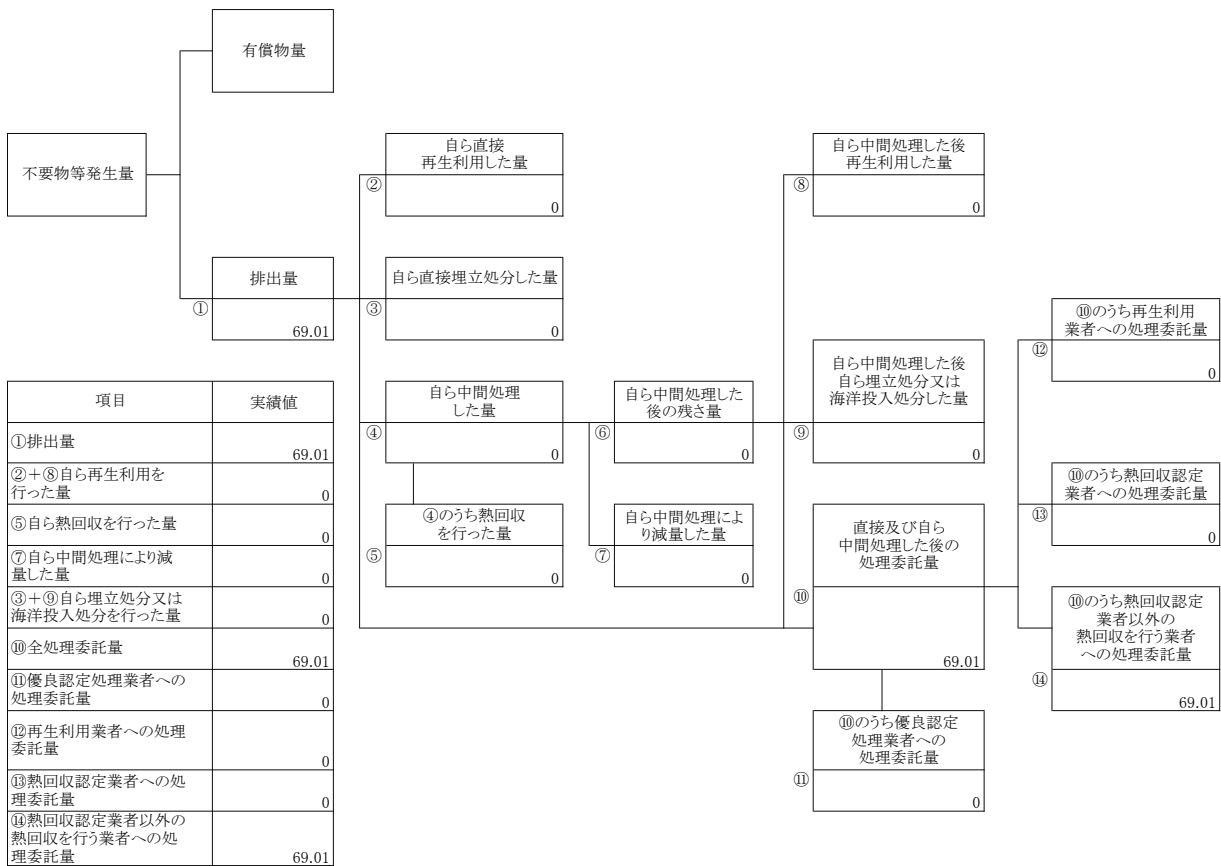 有償物量
不要物等発生量
自ら直接
再生利用した量
②
0
自ら中間処理した後
再生利用した量
⑧
0
排出量
①
69.01
自ら直接埋立処分した量
③
0
⑩のうち再生利用
業者への処理委託量
⑫
0
自ら中間処理
した量
④
0
自ら中間処理した
後の残さ量
⑥
0
自ら中間処理した後
自ら埋立処分又は
海洋投入処分した量
⑨
0
⑩のうち熱回収認定
業者への処理委託量
⑬
0
④のうち熱回収
を行った量
⑤
0
自ら中間処理によ
り減量した量
⑦
0
直接及び自ら
中間処理した後の
処理委託量
⑩
69.01
⑩のうち熱回収認定
業者以外の
熱回収を行う業者
への処理委託量
⑭
69.01
⑩のうち優良認定
処理業者への
処理委託量
⑪
0
項目 実績値
①排出量 69.01
②+⑧自ら再生利用を
行った量 0
⑤自ら熱回収を行った量 0
⑦自ら中間処理により減
量した量 0
③+⑨自ら埋立処分又は
海洋投入処分を行った量 0
⑩全処理委託量 69.01
⑪優良認定処理業者への
処理委託量 0
⑫再生利用業者への処理
委託量 0
⑬熱回収認定業者への処
理委託量 0
⑭熱回収認定業者以外の
熱回収を行う業者への処
理委託量 69.01